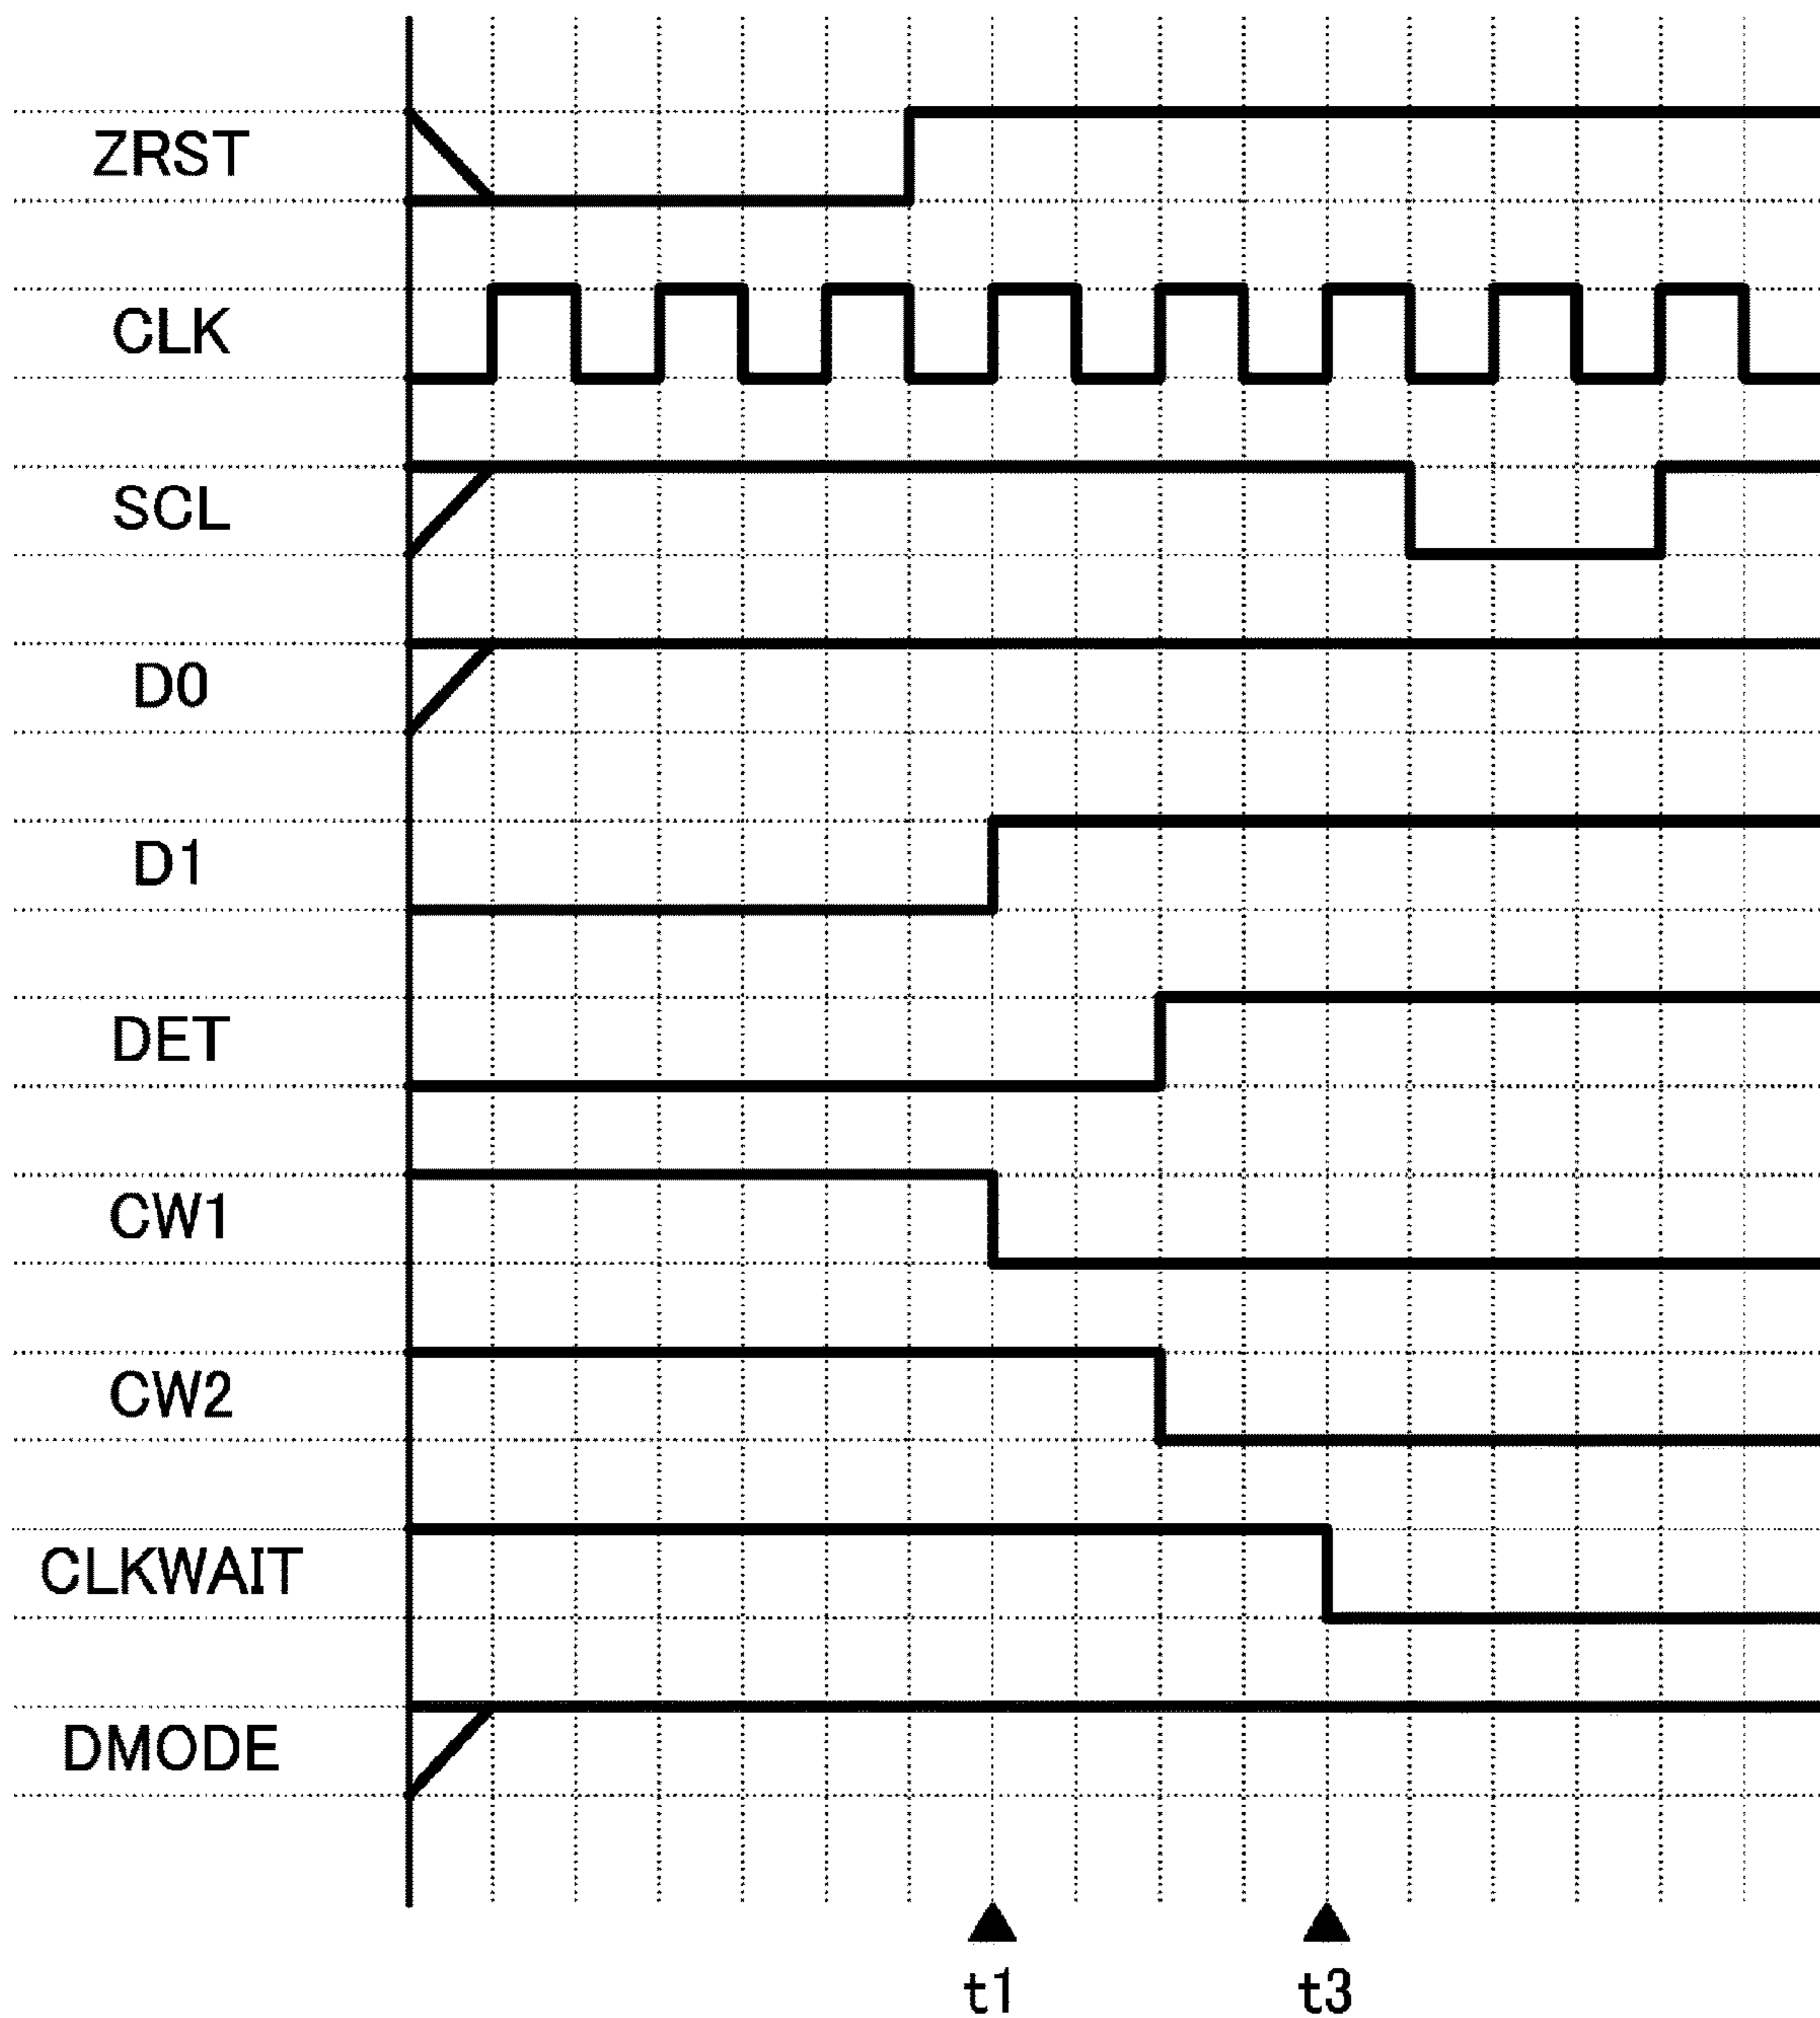 ZRST
CLK
SCL
D0
D1
DET
CW1
CW2
CLKWAIT
DMODE
t1 t3